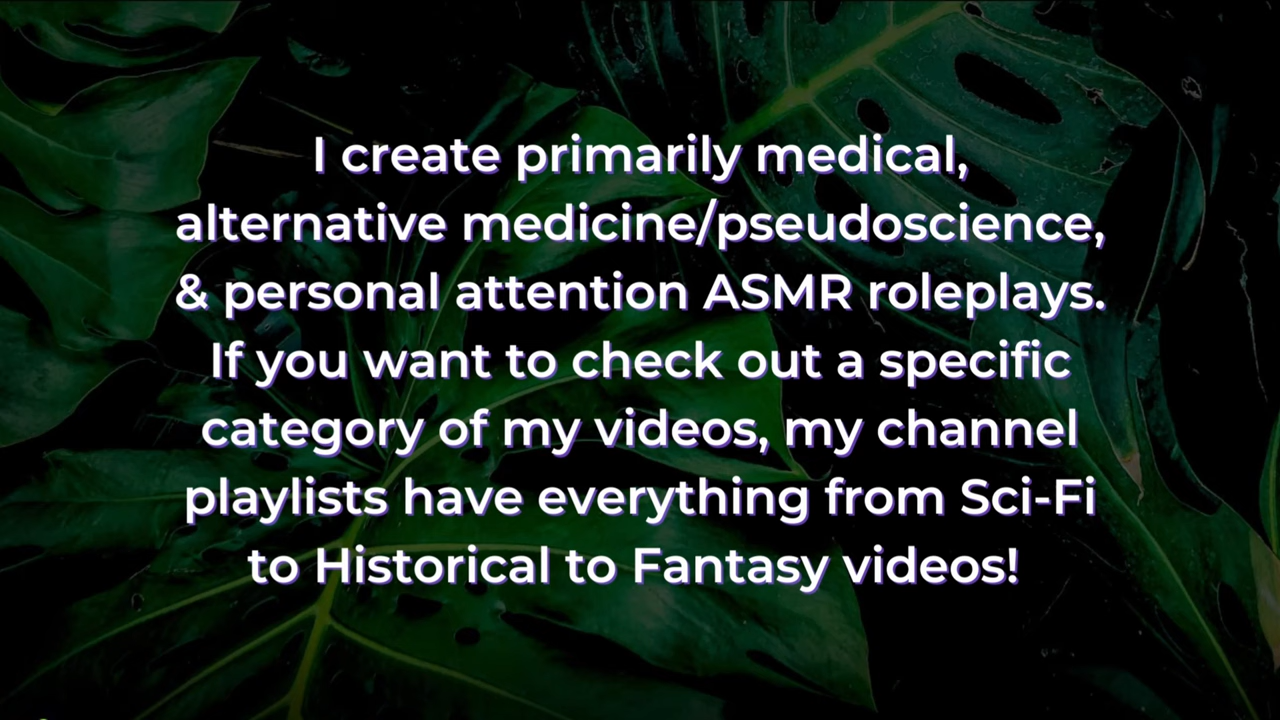 I create primarily medical,
alternative medicine/pseudoscience,
& personal attention ASMR roleplays.
If you want to check out a specific
category of my videos, my channel
playlists have everything from Sci-Fi
to Historical to Fantasy videos!